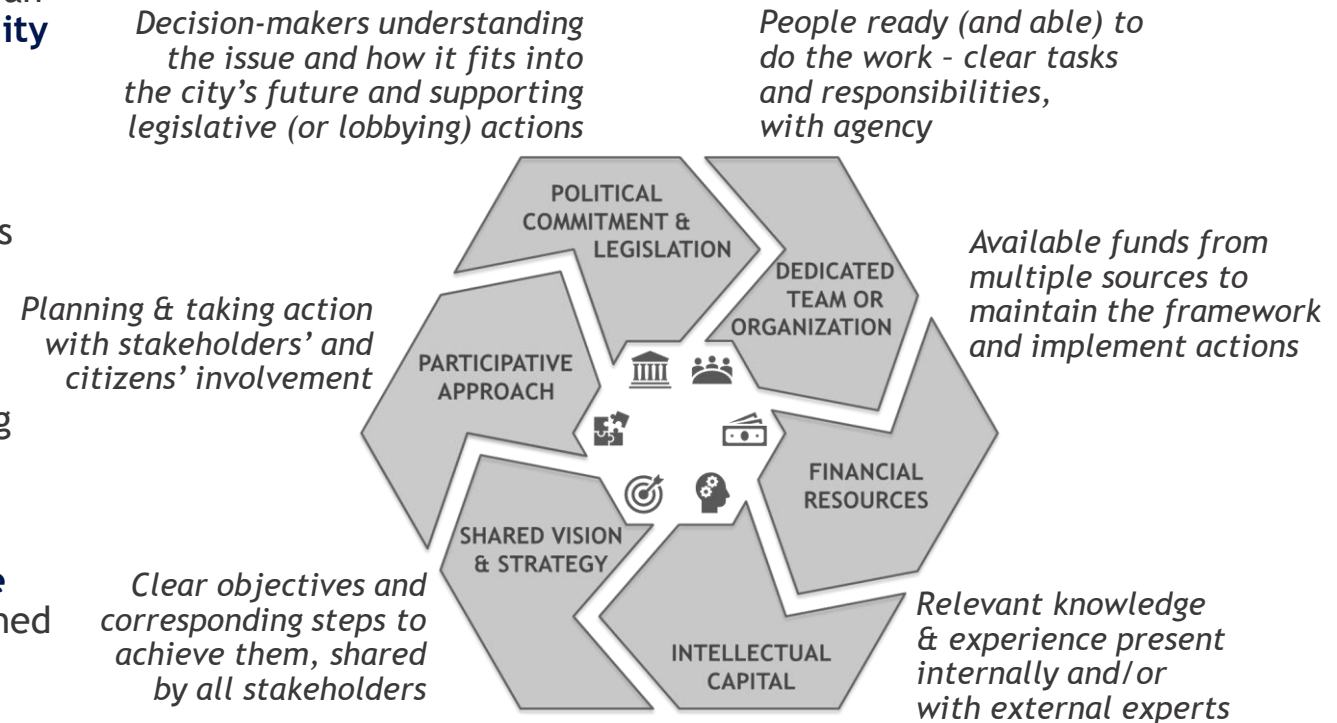 an
ity
s
g
e
ned
Decision-makers understanding
the issue and how it fits into
the city's future and supporting
legislative (or lobbying) actions
People ready (and able) to
do the work – clear tasks
and responsibilities,
with agency
POLITICAL
COMMITMENT &
LEGISLATION
DEDICATED
TEAM OR
ORGANIZATION
Available funds from
multiple sources to
maintain the framework
and implement actions
Planning & taking action
with stakeholders' and
citizens' involvement
PARTICIPATIVE
APPROACH
FINANCIAL
RESOURCES
SHARED VISION
& STRATEGY
Clear objectives and
corresponding steps to
achieve them, shared
by all stakeholders
INTELLECTUAL
CAPITAL
Relevant knowledge
& experience present
internally and/or
with external experts